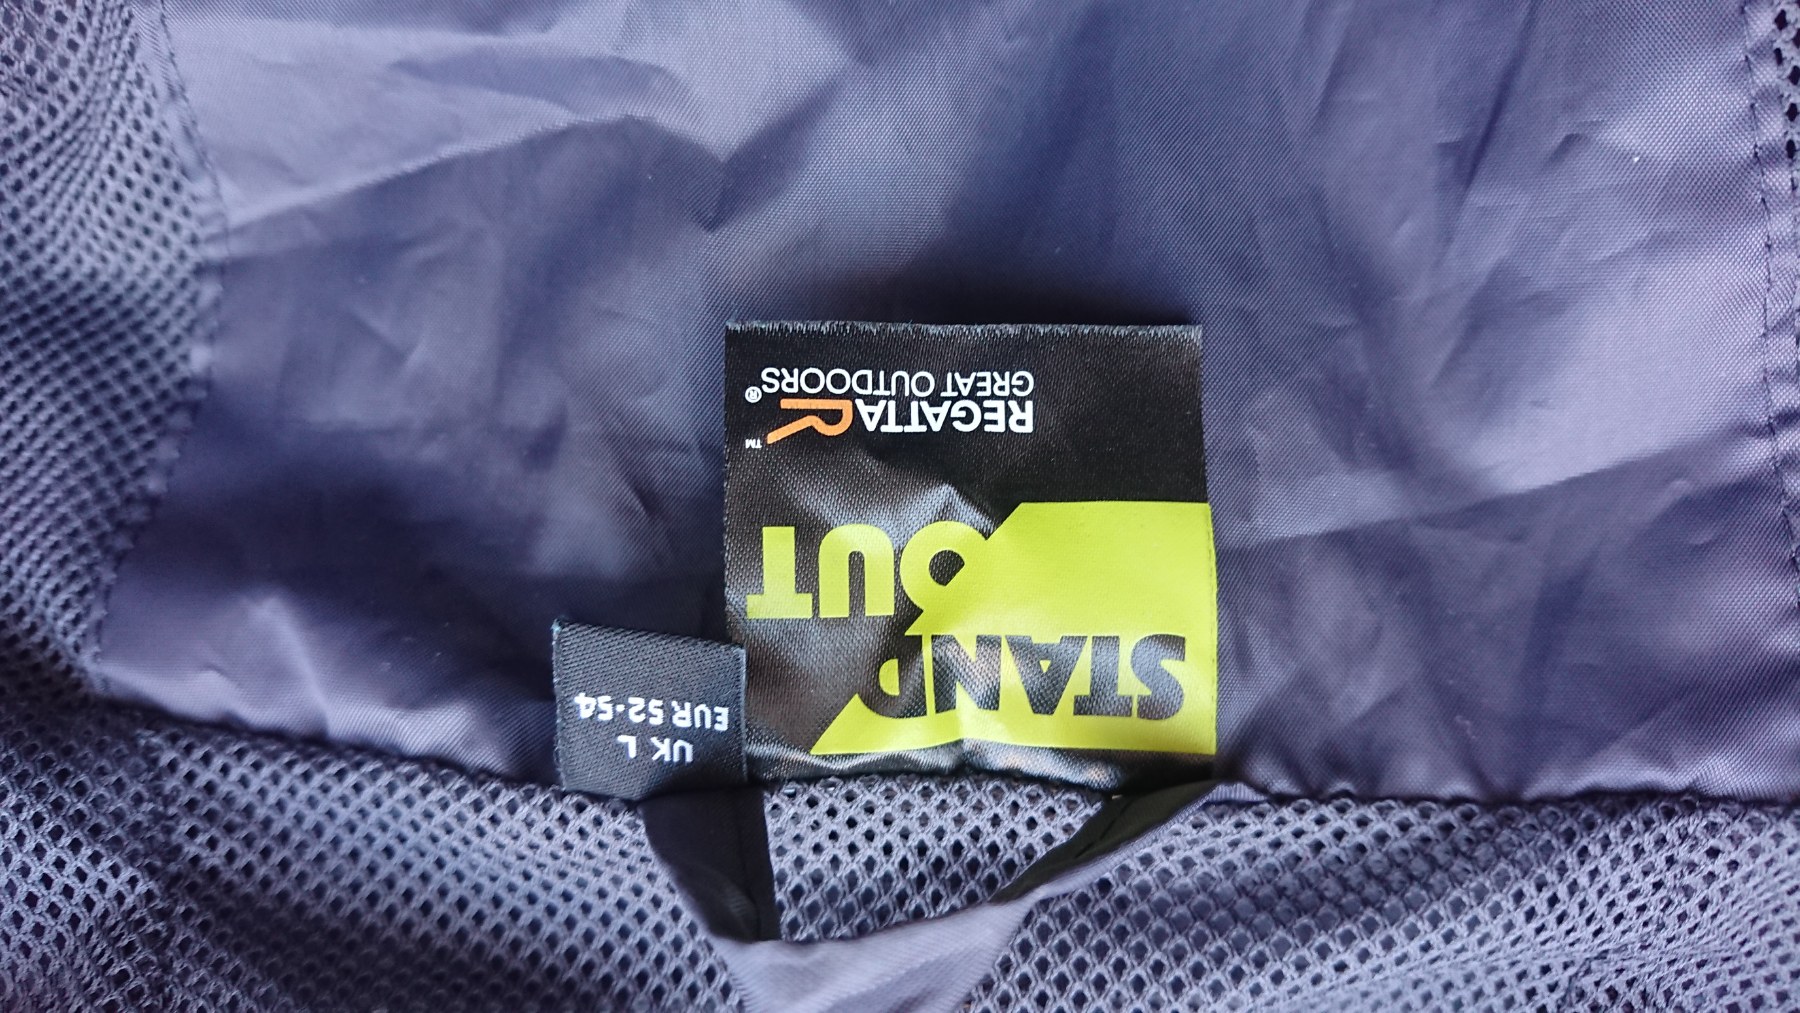 UK L
EUR 52-54
STAND
OUT
REGATTA ™
GREAT OUTDOORS®